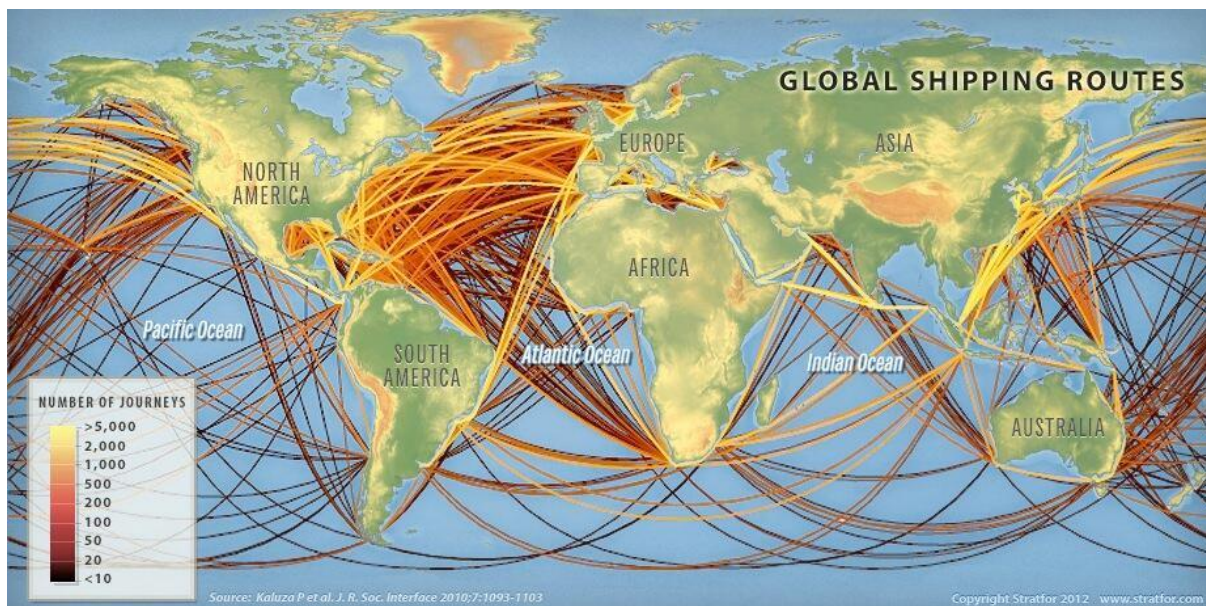 GLOBAL SHIPPING ROUTES
EUROPE
ASIA
NORTH
AMERICA
AFRICA
Pacific Ocean
SOUTH
AMERICA
Atlantic Ocean
Indian Ocean
AUSTRALIA
NUMBER OF JOURNEYS
>5,000
2,000
1,000
500
200
100
50
20
<10
Source: Kaluza P et al. J. R. Soc. Interface 2010;7:1093-1103
Copyright Stratfor 2012 www.stratfor.com